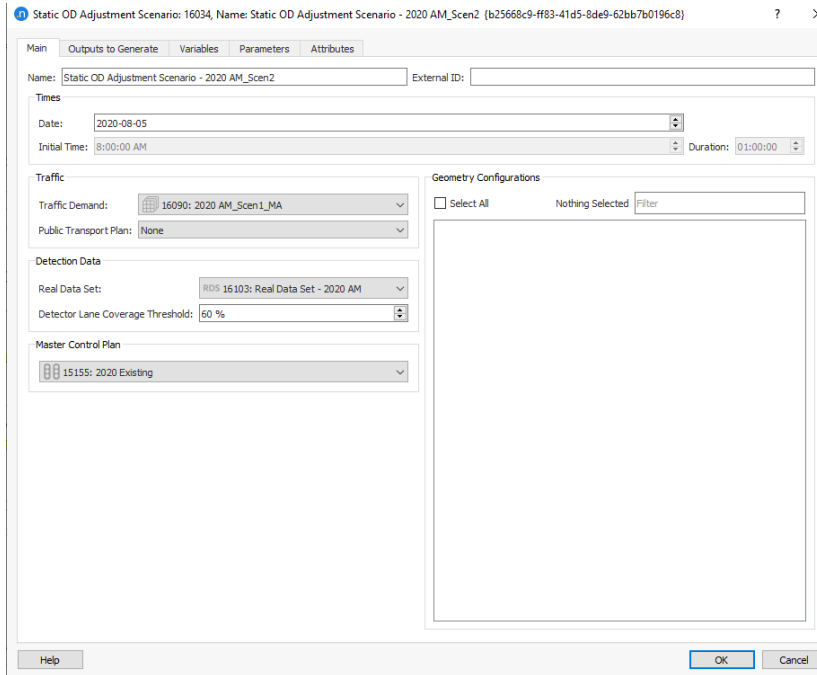 .n Static OD Adjustment Scenario: 16034, Name: Static OD Adjustment Scenario - 2020 AM_Scen2 {b25668c9-ff83-41d5-8de9-62bb7b0196c8} ?
Main Outputs to Generate Variables Parameters Attributes
Name: Static OD Adjustment Scenario - 2020 AM_Scen2 External ID:
Times
Date: 2020-08-05
Initial Time: 8:00:00 AM Duration: 01:00:00
Traffic Geometry Configurations
Traffic Demand: 16090: 2020 AM_Scen1_MA Select All Nothing Selected Filter
Public Transport Plan: None
Detection Data
Real Data Set: RDS 16103: Real Data Set - 2020 AM
Detector Lane Coverage Threshold: 60 %
Master Control Plan
15155: 2020 Existing
Help OK Cancel